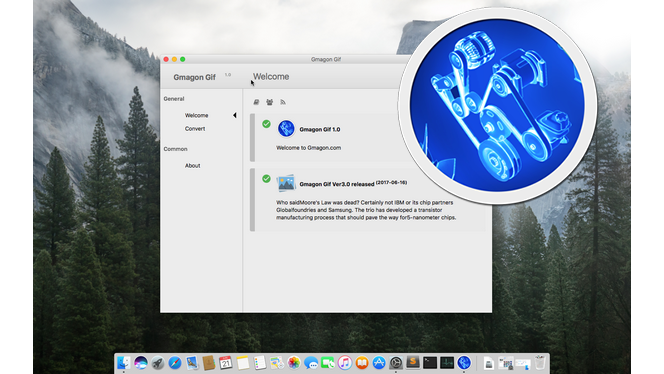 Gmagon Gif
Gmagon Gif 1.0
Welcome
General
Welcome
Convert
Common
About
Gmagon Gif 1.0
Welcome to Gmagon.com
Gmagon Gif Ver3.0 released (2017-06-16)
Who saidMoore's Law was dead? Certainly not IBM or its chip partners
Globalfoundries and Samsung. The trio has developed a transistor
manufacturing process that should pave the way for5-nanometer chips.
21